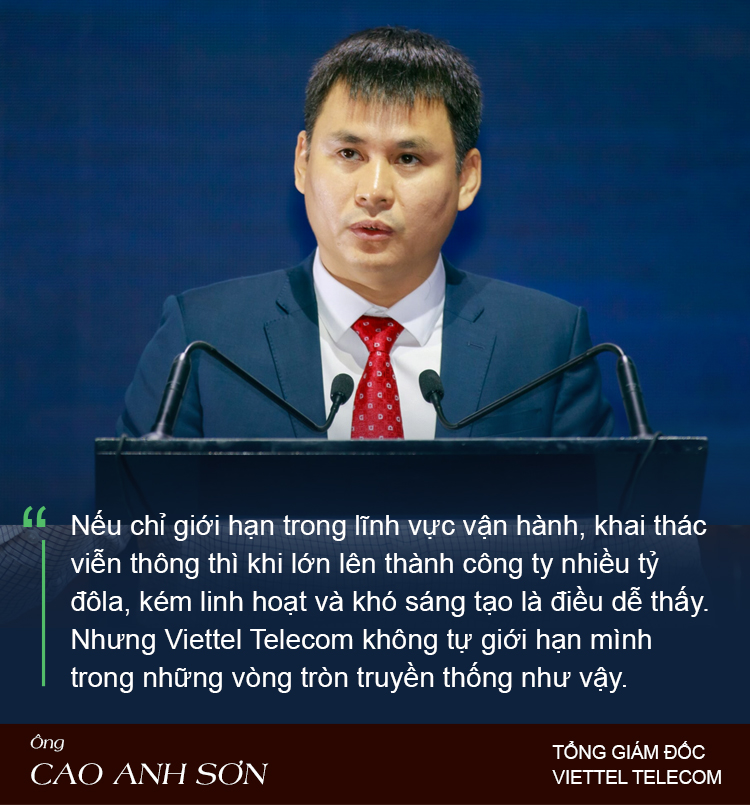 “
Nếu chỉ giới hạn trong lĩnh vực vận hành, khai thác
viễn thông thì khi lớn lên thành công ty nhiều tỷ
đôla, kém linh hoạt và khó sáng tạo là điều dễ thấy.
Nhưng Viettel Telecom không tự giới hạn mình
trong những vòng tròn truyền thống như vậy.
Ông
CAO ANH SƠN
TỔNG GIÁM ĐỐC
VIETTEL TELECOM